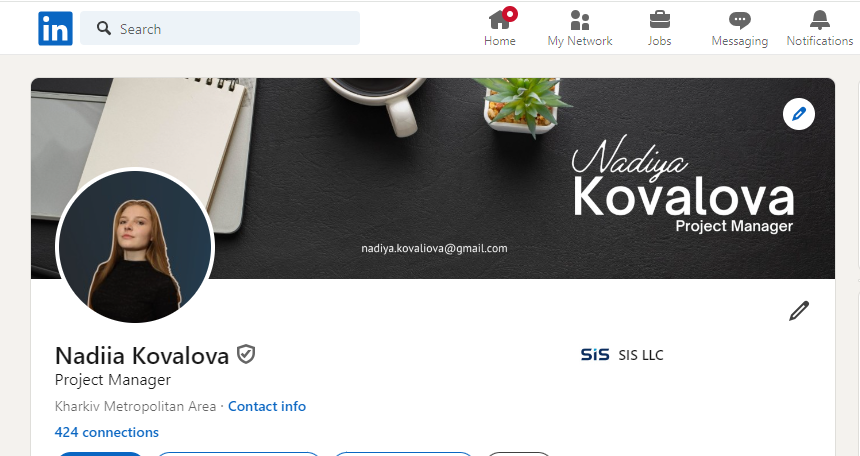 in Search
Home My Network Jobs Messaging Notifications
Nadiya
Kovalova
Project Manager
nadiya.kovaliova@gmail.com
Nadiia Kovalova
SIS SIS LLC
Project Manager
Kharkiv Metropolitan Area · Contact info
424 connections